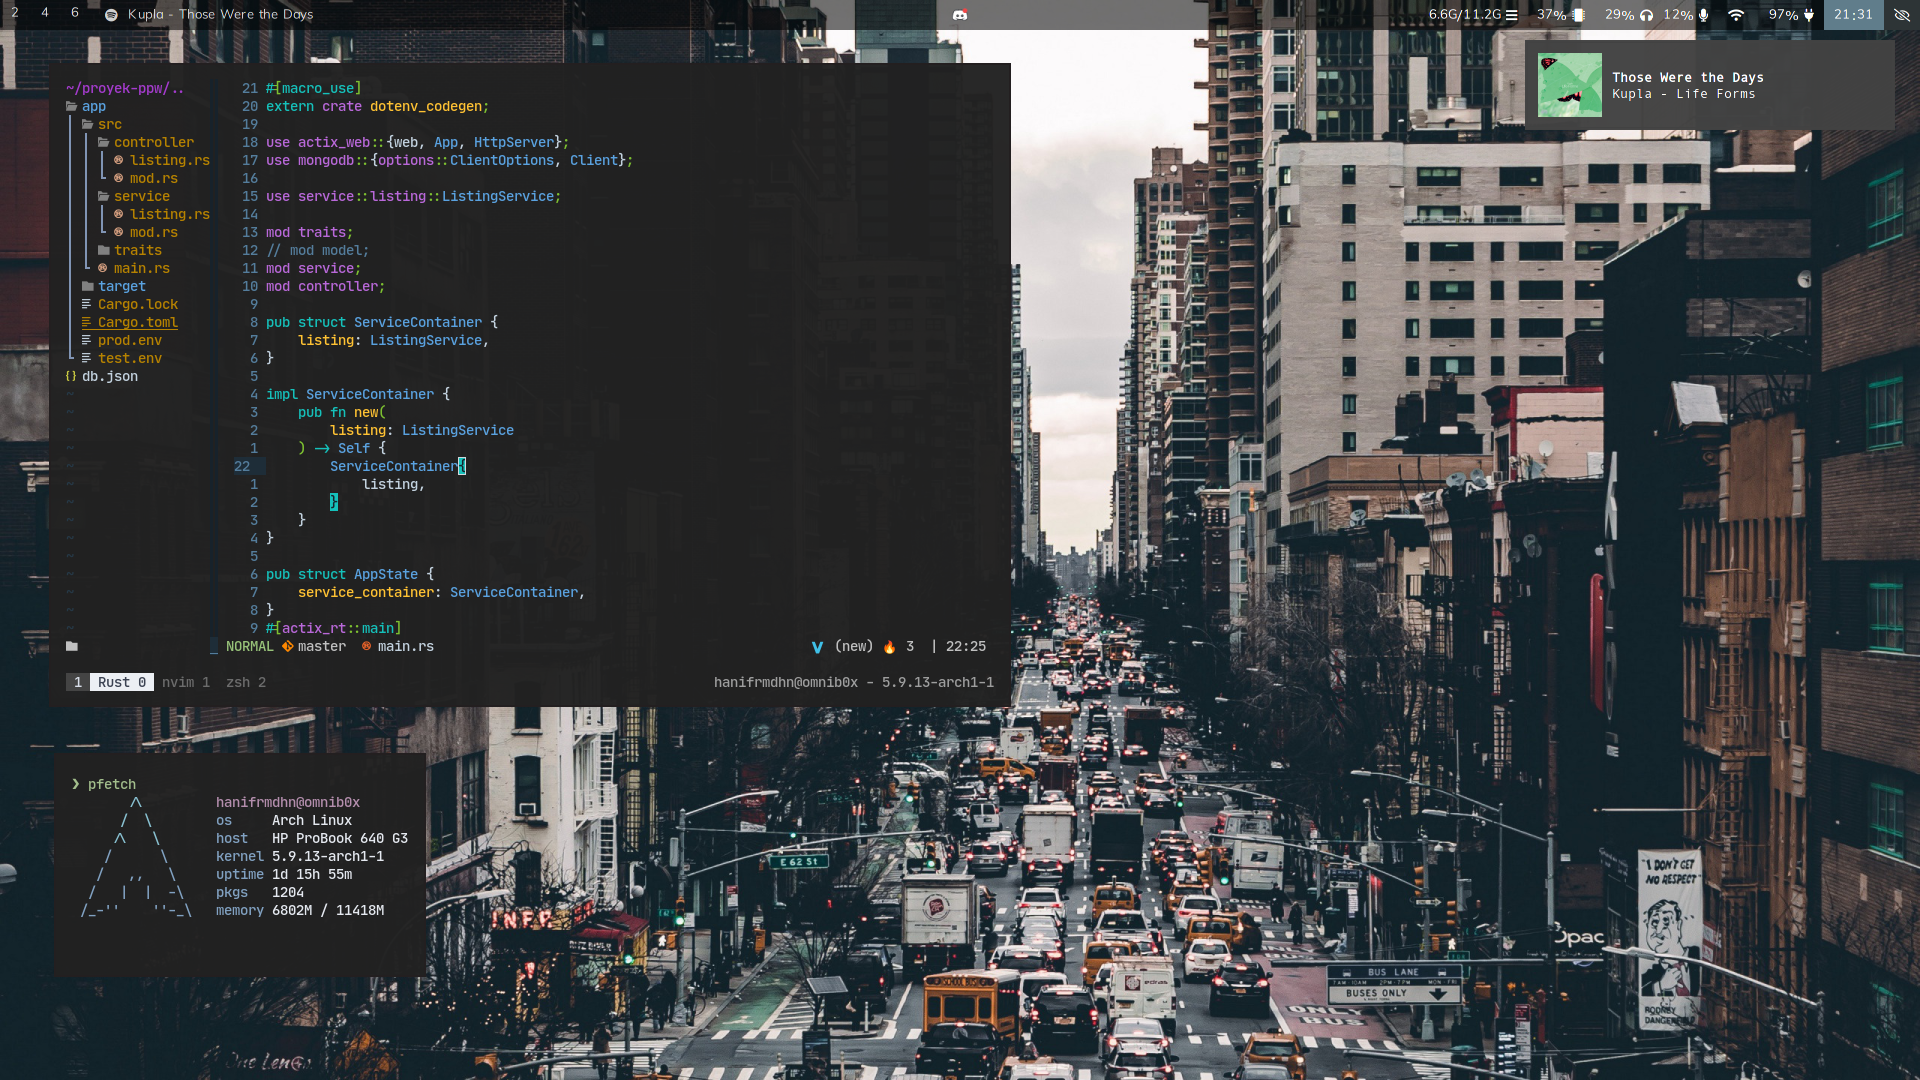 2 4 6 Kupla - Those Were the Days
6.6G/11.2G 37% 29% 12% 97% 21:31
Those Were the Days
Kupla - Life Forms
~/proyek-ppw/..
app
src
controller
listing.rs
mod.rs
service
listing.rs
mod.rs
traits
main.rs
target
Cargo.lock
Cargo.toml
prod.env
test.env
{} db.json
~
~
~
~
~
~
~
~
~
~
~
~
~
~
21 #[macro_use]
20 extern crate dotenv_codegen;
19
18 use actix_web::{web, App, HttpServer};
17 use mongodb::{options::ClientOptions, Client};
16
15 use service::listing::ListingService;
14
13 mod traits;
12 // mod model;
11 mod service;
10 mod controller;
9
8 pub struct ServiceContainer {
7     listing: ListingService,
6 }
5
4 impl ServiceContainer {
3     pub fn new(
2         listing: ListingService
1     ) -> Self {
22         ServiceContainer{
1             listing,
2         }
3     }
4 }
5
6 pub struct AppState {
7     service_container: ServiceContainer,
8 }
9 #[actix_rt::main]
NORMAL master main.rs (new) 3 | 22:25
1 Rust 0 nvim 1 zsh 2 hanifrmdhn@omnib0x - 5.9.13-arch1-1
❯ pfetch
hanifrmdhn@omnib0x
os Arch Linux
host HP ProBook 640 G3
kernel 5.9.13-arch1-1
uptime 1d 15h 55m
pkgs 1204
memory 6802M / 11418M
E 62 St
"I DON'T GET
NO RESPECT"
RODNEY
DANGERFIELD
BUS LANE
BUSES ONLY
ONLY
BUS